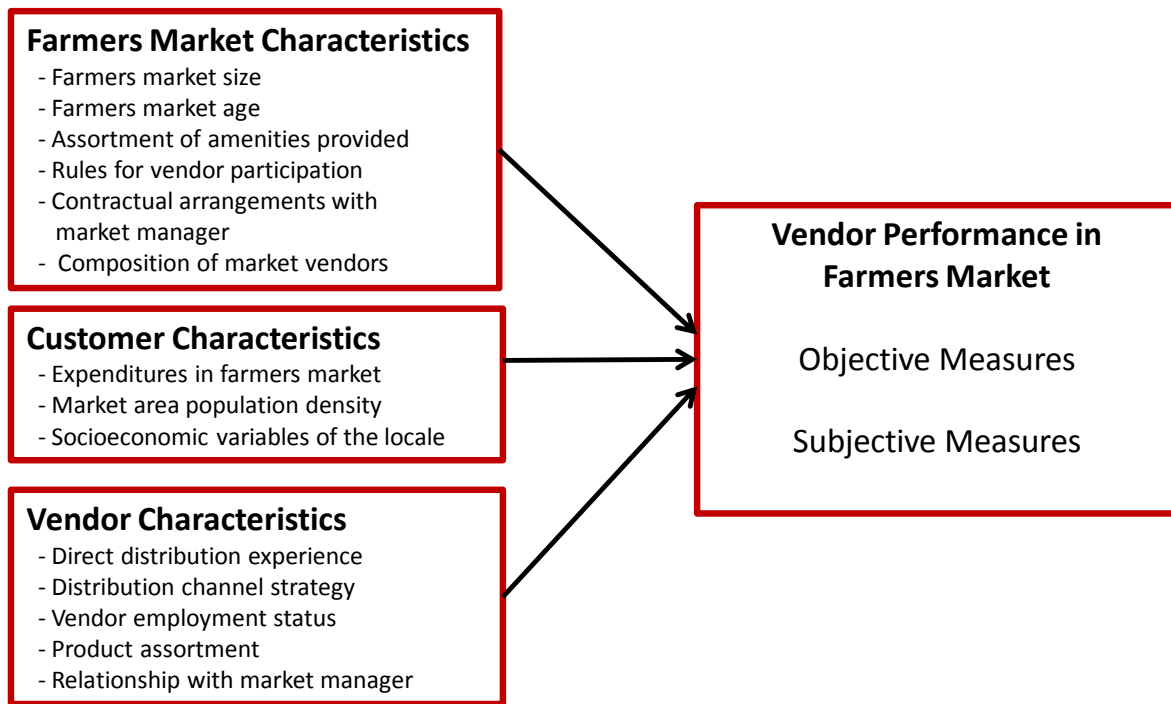 Farmers Market Characteristics
- Farmers market size
- Farmers market age
- Assortment of amenities provided
- Rules for vendor participation
- Contractual arrangements with
market manager
- Composition of market vendors
Customer Characteristics
- Expenditures in farmers market
- Market area population density
- Socioeconomic variables of the locale
Vendor Characteristics
- Direct distribution experience
- Distribution channel strategy
- Vendor employment status
- Product assortment
- Relationship with market manager
Vendor Performance in
Farmers Market
Objective Measures
Subjective Measures